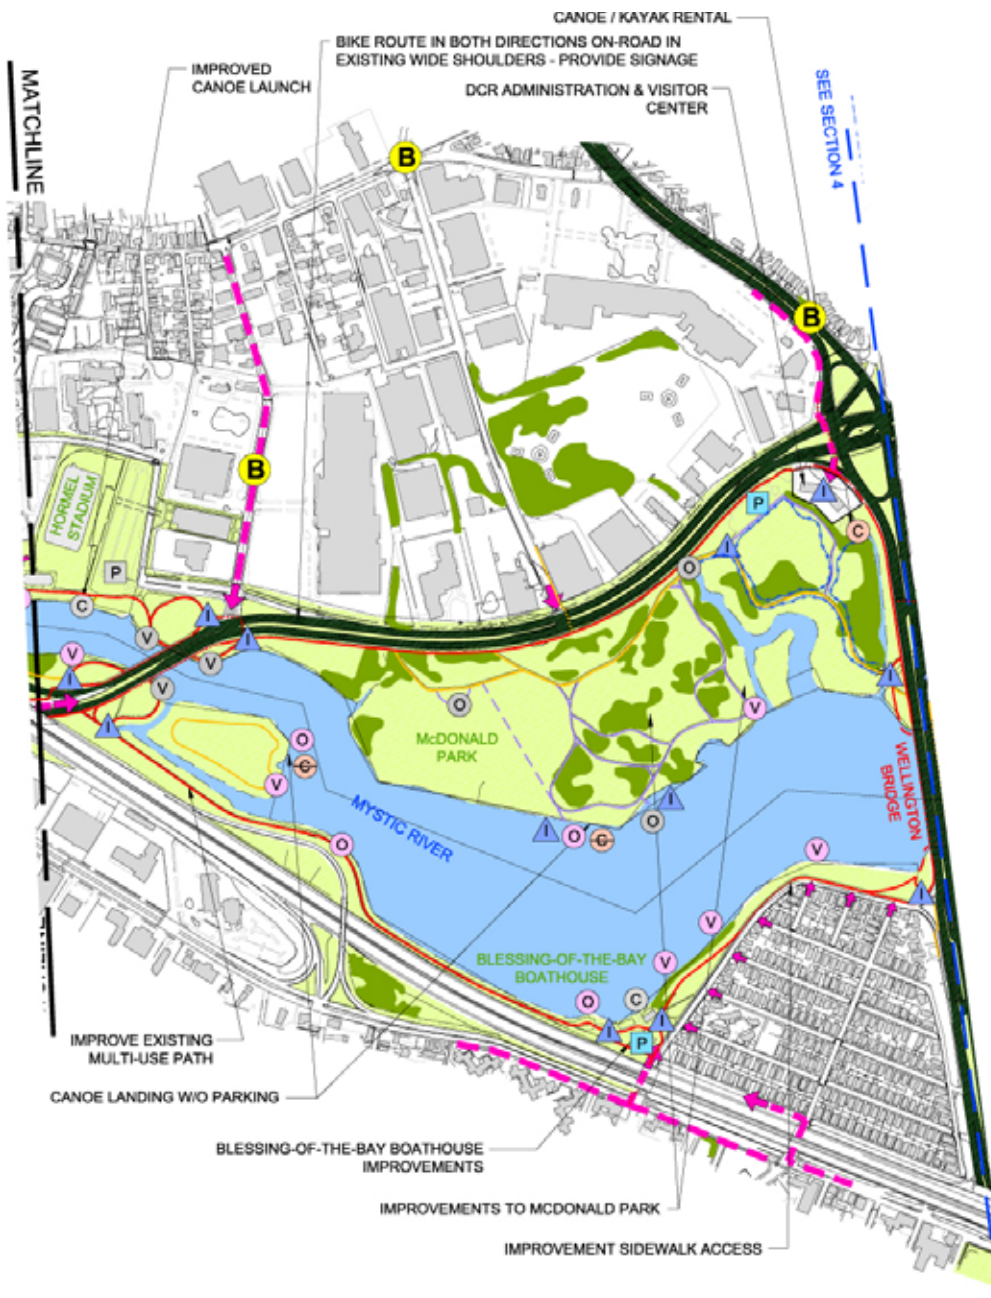 CANOE / KAYAK RENTAL
BIKE ROUTE IN BOTH DIRECTIONS ON-ROAD IN
EXISTING WIDE SHOULDERS - PROVIDE SIGNAGE
IMPROVED
CANOE LAUNCH
DCR ADMINISTRATION & VISITOR
CENTER
MATCHLINE
SEE SECTION 4
B
B
B
HORMEL
STADIUM
P
P
I
C
O
I
C
V
I
I
V
V
I
V
I
V
I
O
V
McDONALD
PARK
I
O
C
V
WELLINGTON
BRIDGE
MYSTIC RIVER
I
I
O
C
O
O
V
I
V
BLESSING-OF-THE-BAY
BOATHOUSE
V
O
C
I
I
P
IMPROVE EXISTING
MULTI-USE PATH
CANOE LANDING W/O PARKING
BLESSING-OF-THE-BAY BOATHOUSE
IMPROVEMENTS
IMPROVEMENTS TO MCDONALD PARK
IMPROVEMENT SIDEWALK ACCESS